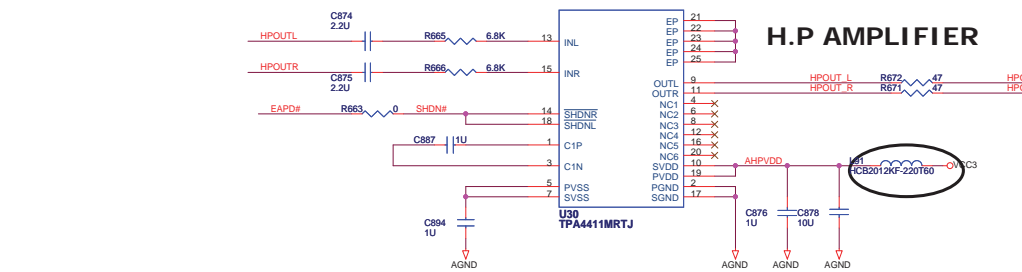 C874
2.2U
HPOUTL
R665
6.8K
13
INL
HPOUTR
R666
6.8K
15
INR
C875
2.2U
EAPD#
R663
0
SHDN#
14
SHDNR
18
SHDNL
C887
1U
1
C1P
3
C1N
5
PVSS
7
SVSS
C894
1U
AGND
U30
TPA4411MRTJ
EP
21
EP
22
EP
23
EP
24
EP
25
H.P AMPLIFIER
OUTL
9
HPOUT_L
R672
47
OUTR
11
HPOUT_R
R671
47
NC1
4
NC2
6
NC3
8
NC4
12
NC5
16
NC6
20
SVDD
10
AHPVDD
PVDD
19
PGND
2
SGND
17
L91
HCB2012KF-220T60
VCC3
C876
1U
C878
10U
AGND
AGND
AGND